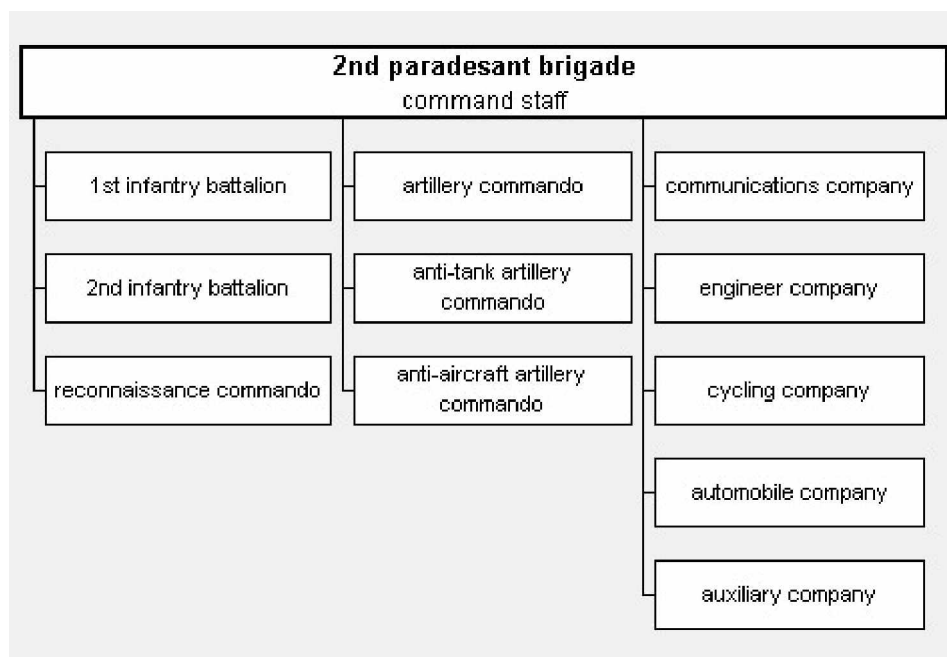 2nd paradesant brigade
command staff
1st infantry battalion
2nd infantry battalion
reconnaissance commando
artillery commando
anti-tank artillery
commando
anti-aircraft artillery
commando
communications company
engineer company
cycling company
automobile company
auxiliary company